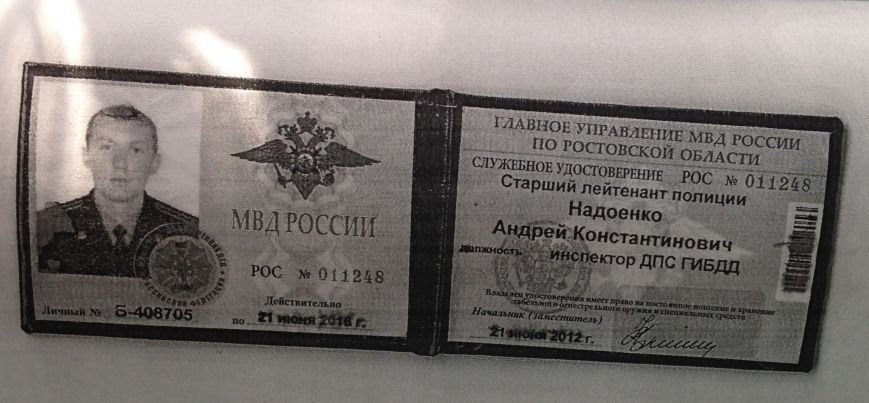 МВД РОССИИ
РОС № 011248
Действительно
по 21 июня 2016 г.
Личный № Б-408705
ГЛАВНОЕ УПРАВЛЕНИЕ МВД РОССИИ
ПО РОСТОВСКОЙ ОБЛАСТИ
СЛУЖЕБНОЕ УДОСТОВЕРЕНИЕ РОС № 011248
Старший лейтенант полиции
Надоенко
Андрей Константинович
должность инспектор ДПС ГИБДД
Владелец удостоверения имеет право на постоянное ношение и хранение
табельного огнестрельного оружия и специальных средств
Начальник (заместитель)
21 июня 2012 г.